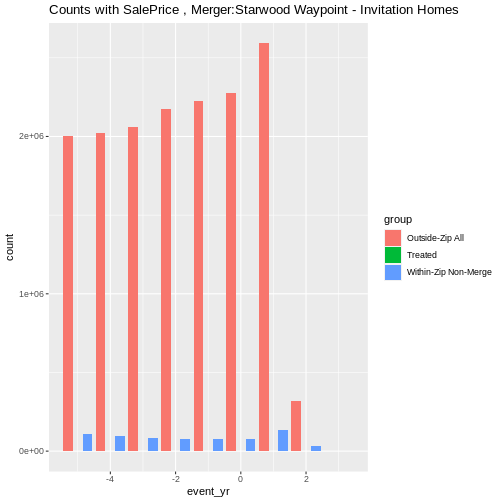 Counts with SalePrice , Merger:Starwood Waypoint - Invitation Homes
count
2e+06
1e+06
0e+00
-4
-2
0
2
event_yr
group
Outside-Zip All
Treated
Within-Zip Non-Merge